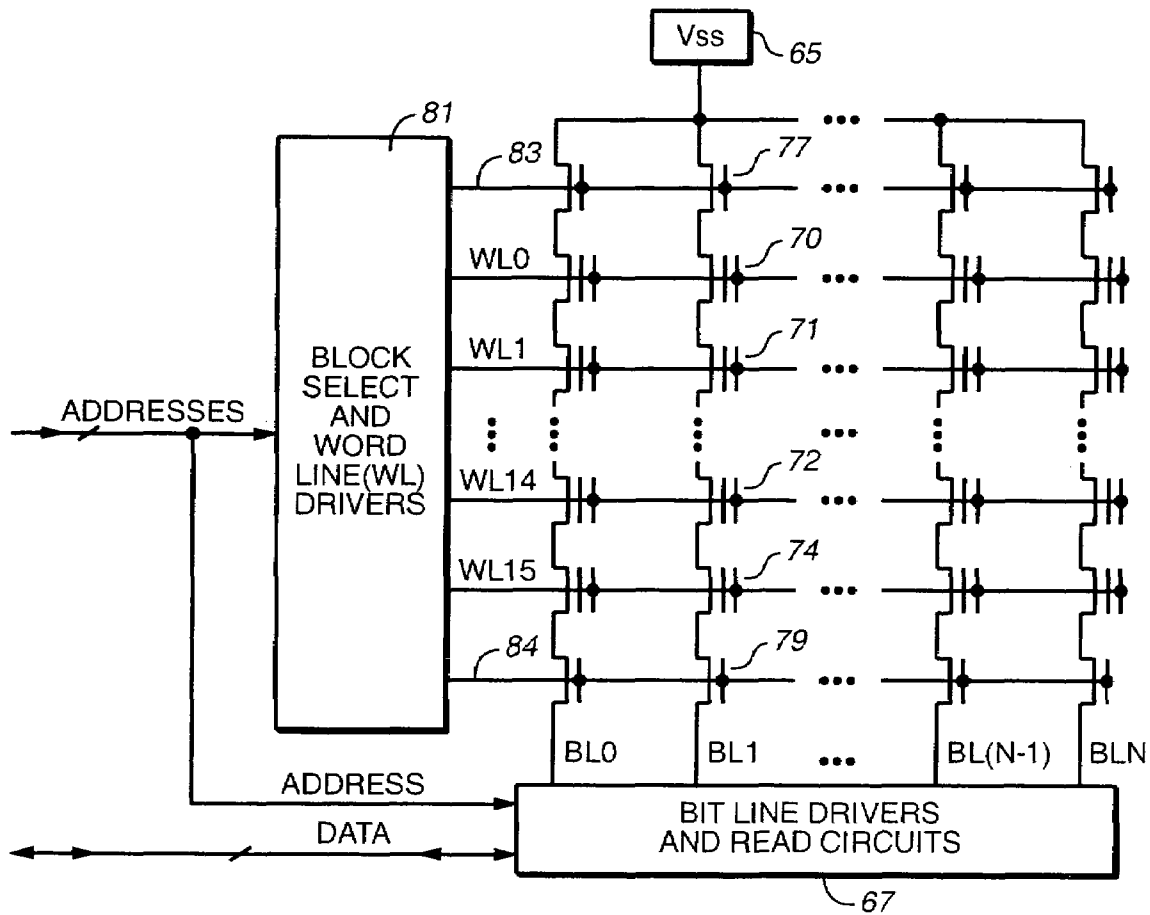 Vss
65
81
83
77
WL0
70
WL1
71
BLOCK
SELECT
AND
WORD
LINE(WL)
DRIVERS
ADDRESSES
WL14
72
WL15
74
84
79
BL0
BL1
BL(N-1)
BLN
ADDRESS
DATA
BIT LINE DRIVERS
AND READ CIRCUITS
67